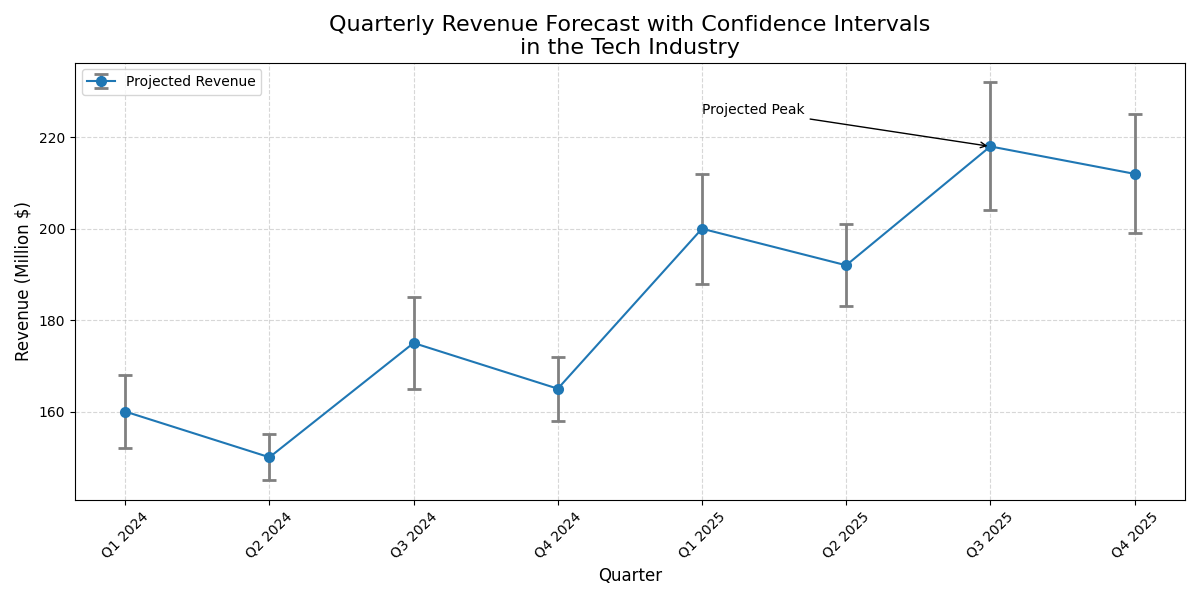 Quarterly Revenue Forecast with Confidence Intervals
in the Tech Industry
Projected Revenue
Projected Peak
Revenue (Million $)
220
200
180
160
Q1 2024
Q2 2024
Q3 2024
Q4 2024
Q1 2025
Q2 2025
Q3 2025
Q4 2025
Quarter